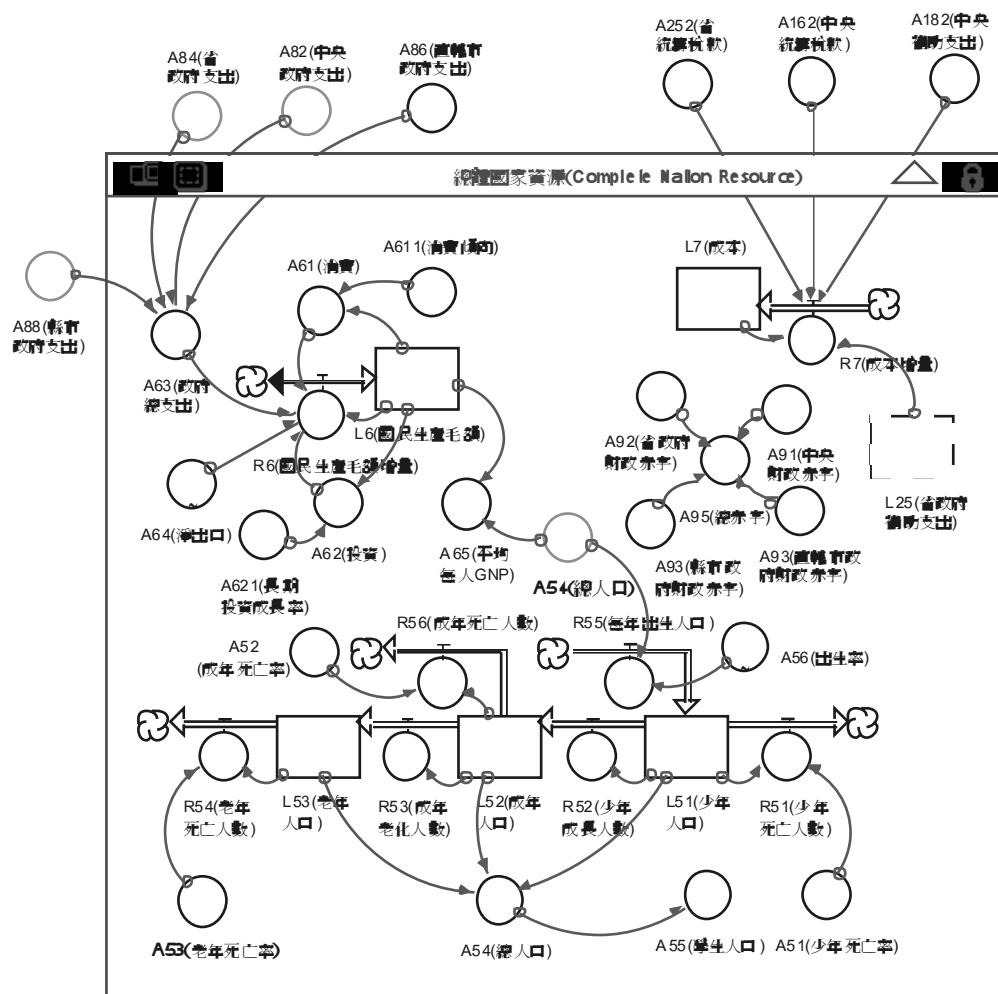 A84(省
政府支出)
A82(中央
政府支出)
A86(直轄市
政府支出)
A252(省
統籌稅款)
A162(中央
統籌稅款)
A182(中央
補助支出)
總體國家資源(Complete Nation Resource)
A88(縣市
政府支出)
A61(消費)
A611(消費傾向)
L7(成本)
R7(成本增量)
A63(政府
總支出)
L6(國民生產毛額)
R6(國民生產毛額增量)
A64(淨出口)
A62(投資)
A621(長期
投資成長率)
A65(平均
每人GNP)
A54(總人口)
A92(省政府
財政赤字)
A91(中央
財政赤字)
A95(總赤字)
A93(縣市政
府財政赤字)
A93(直轄市政
府財政赤字)
L25(省政府
補助支出)
A52
(成年死亡率)
R56(成年死亡人數)
R55(每年出生人口)
A56(出生率)
R54(老年
死亡人數)
L53(老年
人口)
R53(成年
老化人數)
L52(成年
人口)
R52(少年
成長人數)
L51(少年
人口)
R51(少年
死亡人數)
A53(老年死亡率)
A54(總人口)
A55(學生人口)
A51(少年死亡率)